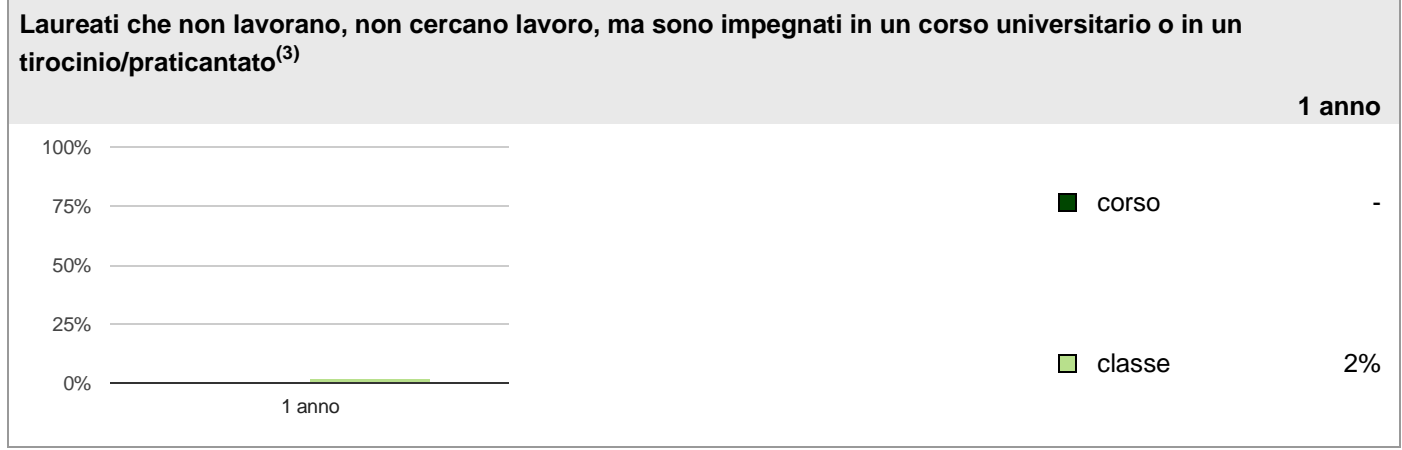 Laureati che non lavorano, non cercano lavoro, ma sono impegnati in un corso universitario o in un
tirocinio/praticantato(3)
1 anno
100%
75%
50%
25%
0%
1 anno
corso -
classe 2%